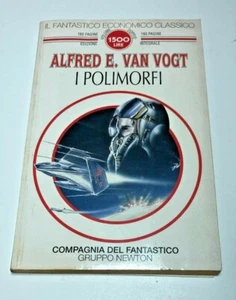 IL FANTASTICO ECONOMICO CLASSICO
1500
LIRE
EDIZIONE
INTEGRALE
ALFRED E. VAN VOGT
I POLIMORFI
COMPAGNIA DEL FANTASTICO
GRUPPO NEWTON